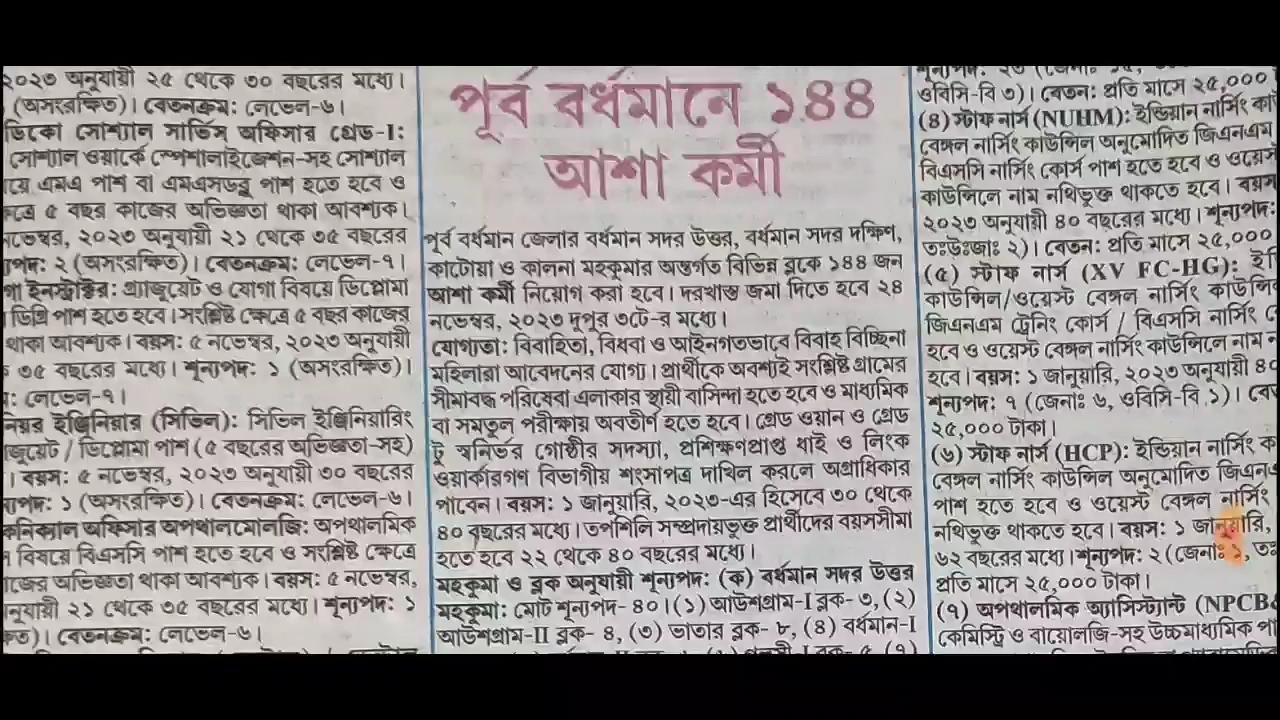 ২০২৩ অনুযায়ী ২৫ থেকে ৩০ বছরের মধ্যে।
(অসংরক্ষিত)। বেতনক্রম: লেভেল-৬।
ডিকো সোশ্যাল সার্ভিস অফিসার গ্রেড-I:
সোশ্যাল ওয়ার্কে স্পেশালাইজেশন-সহ সোশ্যাল
য়ে এমএ পাশ বা এমএসডব্লু পাশ হতে হবে ও
৫ বছর কাজের অভিজ্ঞতা থাকা আবশ্যক।
২০২৩ অনুযায়ী ২১ থেকে ৩৫ বছরের
২ (অসংরক্ষিত)। বেতনক্রম: লেভেল-৭।
গা ইনস্ট্রাক্টর: গ্র্যাজুয়েট ও যোগা বিষয়ে ডিপ্লোমা
ডিগ্রি পাশ হতে হবে। সংশ্লিষ্ট ক্ষেত্রে ৫ বছর কাজের
থাকা আবশ্যক। বয়স: ৫ নভেম্বর, ২০২৩ অনুযায়ী
৩৫ বছরের মধ্যে। শূন্যপদ: ১ (অসংরক্ষিত)।
লেভেল-৭।
নিয়র ইঞ্জিনিয়ার (সিভিল): সিভিল ইঞ্জিনিয়ারিং
জুয়েট / ডিপ্লোমা পাশ (৫ বছরের অভিজ্ঞতা-সহ)
। বয়স: ৫ নভেম্বর, ২০২৩ অনুযায়ী ৩০ বছরের
১ (অসংরক্ষিত)। বেতনক্রম: লেভেল-৬।
কনিক্যাল অফিসার অপথালমোলজি: অপথালমিক
বিষয়ে বিএসসি পাশ হতে হবে ও সংশ্লিষ্ট ক্ষেত্রে
জের অভিজ্ঞতা থাকা আবশ্যক। বয়স: ৫ নভেম্বর,
নুযায়ী ২১ থেকে ৩৫ বছরের মধ্যে। শূন্যপদ: ১
বেতনক্রম: লেভেল-৬।
পূর্ব বর্ধমানে ১৪৪
আশা কর্মী
পূর্ব বর্ধমান জেলার বর্ধমান সদর উত্তর, বর্ধমান সদর দক্ষিণ,
কাটোয়া ও কালনা মহকুমার অন্তর্গত বিভিন্ন ব্লকে ১৪৪ জন
আশা কর্মী নিয়োগ করা হবে। দরখাস্ত জমা দিতে হবে ২৪
নভেম্বর, ২০২৩ দুপুর ৩টে-র মধ্যে।
যোগ্যতা: বিবাহিতা, বিধবা ও আইনগতভাবে বিবাহ বিচ্ছিন্না
মহিলারা আবেদনের যোগ্য। প্রার্থীকে অবশ্যই সংশ্লিষ্ট গ্রামের
সীমাবদ্ধ পরিষেবা এলাকার স্থায়ী বাসিন্দা হতে হবে ও মাধ্যমিক
বা সমতুল পরীক্ষায় অবতীর্ণ হতে হবে। গ্রেড ওয়ান ও গ্রেড
টু স্বনির্ভর গোষ্ঠীর সদস্যা, প্রশিক্ষণপ্রাপ্ত ধাই ও লিংক
ওয়ার্কারগণ বিভাগীয় শংসাপত্র দাখিল করলে অগ্রাধিকার
পাবেন। বয়স: ১ জানুয়ারি, ২০২৩-এর হিসেবে ৩০ থেকে
৪০ বছরের মধ্যে। তপশিলি সম্প্রদায়ভুক্ত প্রার্থীদের বয়সসীমা
হতে হবে ২২ থেকে ৪০ বছরের মধ্যে।
মহকুমা ও ব্লক অনুযায়ী শূন্যপদ: (ক) বর্ধমান সদর উত্তর
মহকুমা: মোট শূন্যপদ- ৪০। (১) আউশগ্রাম-I ব্লক- ৩, (২)
আউশগ্রাম-II ব্লক- ৪, (৩) ভাতার ব্লক- ৮, (৪) বর্ধমান-I
ওবিসি-বি ৩)। বেতন: প্রতি মাসে ২৫,০০০
(৪) স্টাফ নার্স (NUHM): ইন্ডিয়ান নার্সিং কা
বেঙ্গল নার্সিং কাউন্সিল অনুমোদিত জিএনএম
বিএসসি নার্সিং কোর্স পাশ হতে হবে ও ওয়েস্ট
কাউন্সিলে নাম নথিভুক্ত থাকতে হবে। বয়স
২০২৩ অনুযায়ী ৪০ বছরের মধ্যে। শূন্যপদ:
তঃউঃজাঃ ২)। বেতন: প্রতি মাসে ২৫,০০০
(৫) স্টাফ নার্স (XV FC-HG): ইন্ডি
কাউন্সিল/ওয়েস্ট বেঙ্গল নার্সিং কাউন্সিল
জিএনএম ট্রেনিং কোর্স / বিএসসি নার্সিং
হবে ও ওয়েস্ট বেঙ্গল নার্সিং কাউন্সিলে নাম
হবে। বয়স: ১ জানুয়ারি, ২০২৩ অনুযায়ী ৪০
শূন্যপদ: ৭ (জেনাঃ ৬, ওবিসি-বি ১)।
২৫,০০০ টাকা।
(৬) স্টাফ নার্স (HCP): ইন্ডিয়ান নার্সিং
বেঙ্গল নার্সিং কাউন্সিল অনুমোদিত জিএনএ
পাশ হতে হবে ও ওয়েস্ট বেঙ্গল নার্সিং
নথিভুক্ত থাকতে হবে। বয়স: ১ জানুয়ারি,
৬২ বছরের মধ্যে। শূন্যপদ: ২ (জেনাঃ ১,
প্রতি মাসে ২৫,০০০ টাকা।
(৭) অপথালমিক অ্যাসিস্ট্যান্ট (NPCB
কেমিস্ট্রি ও বায়োলজি-সহ উচ্চমাধ্যমিক পা